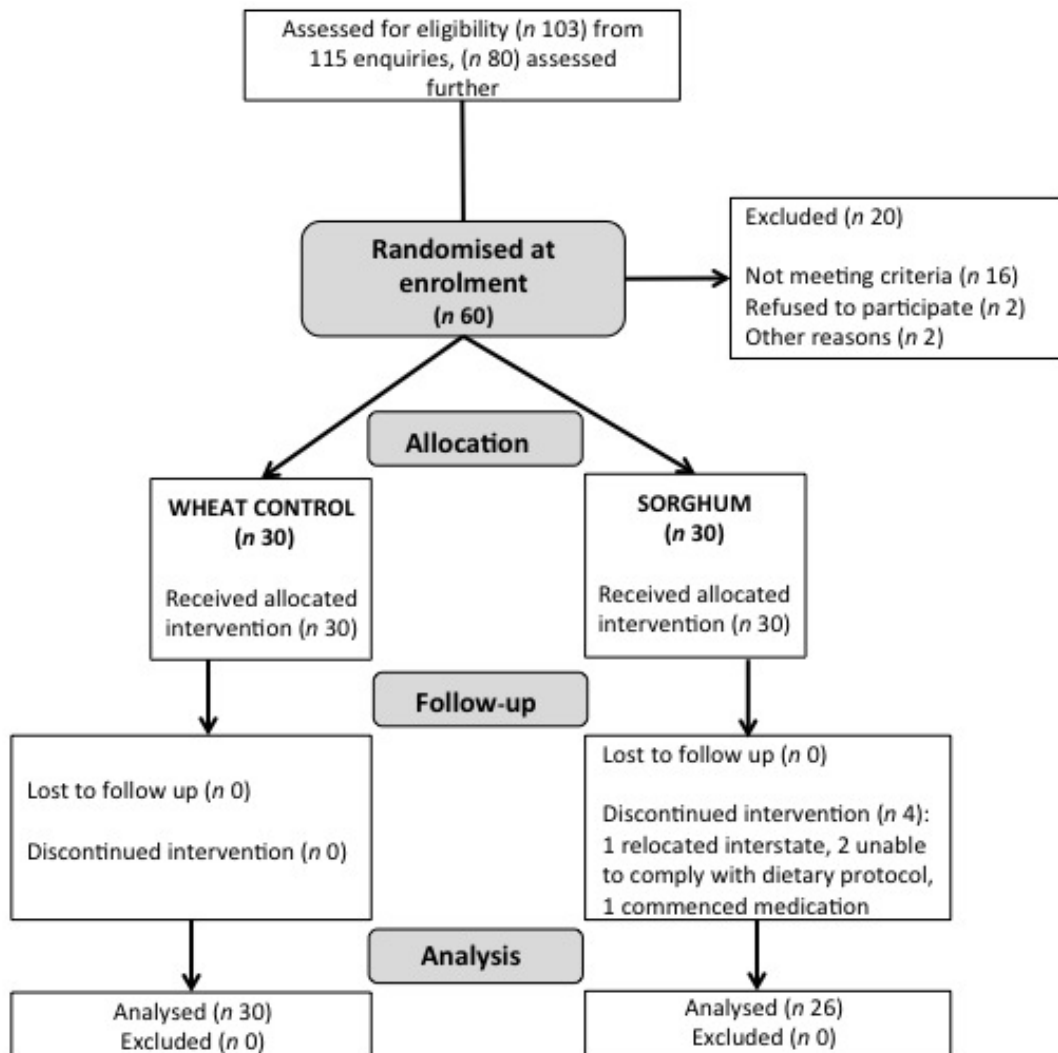 Assessed for eligibility (n 103) from
115 enquiries, (n 80) assessed
further
Randomised at
enrolment
(n 60)
Excluded (n 20)
Not meeting criteria (n 16)
Refused to participate (n 2)
Other reasons (n 2)
Allocation
WHEAT CONTROL
(n 30)
Received allocated
intervention (n 30)
SORGHUM
(n 30)
Received allocated
intervention (n 30)
Follow-up
Lost to follow up (n 0)
Discontinued intervention (n 0)
Lost to follow up (n 0)
Discontinued intervention (n 4):
1 relocated interstate, 2 unable
to comply with dietary protocol,
1 commenced medication
Analysis
Analysed (n 30)
Excluded (n 0)
Analysed (n 26)
Excluded (n 0)